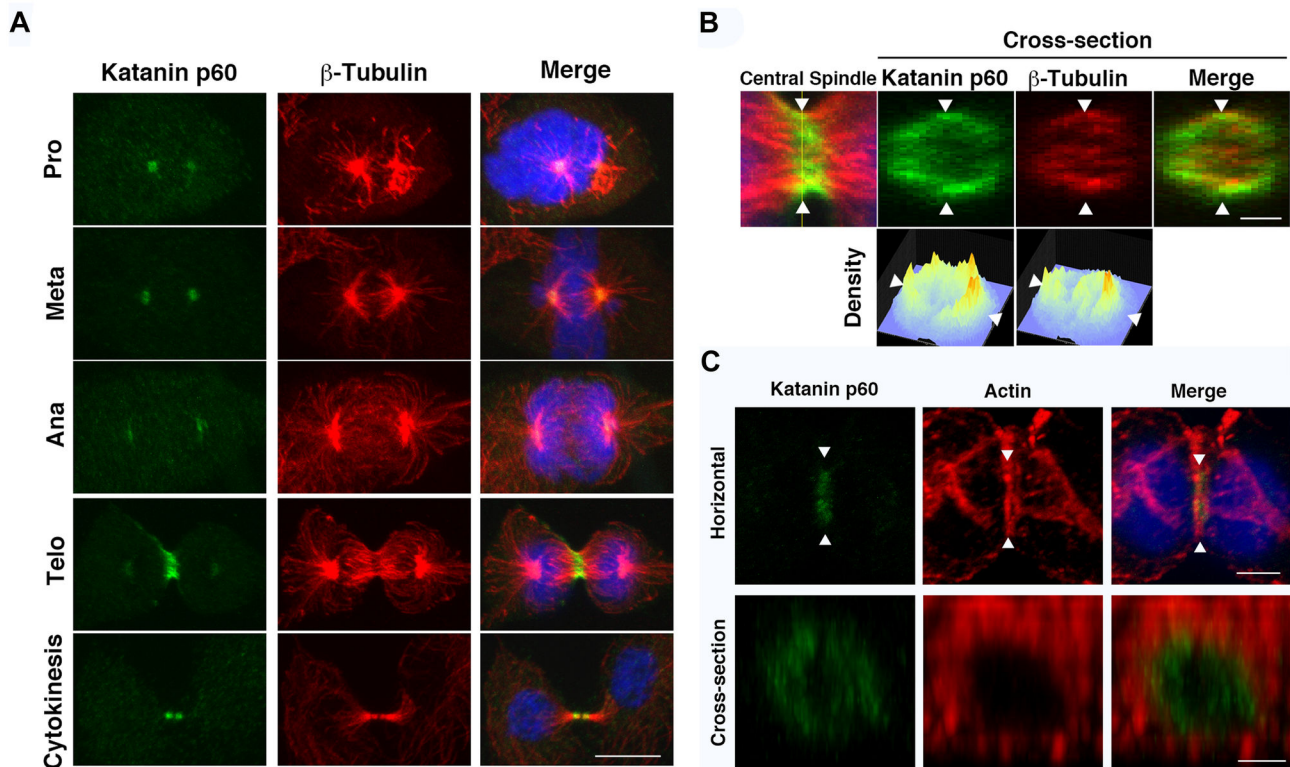 A
Katanin p60 β-Tubulin Merge
Pro
Meta
Ana
Telo
Cytokinesis
B
Cross-section
Central Spindle Katanin p60 β-Tubulin Merge
Density
C
Katanin p60 Actin Merge
Horizontal
Cross-section